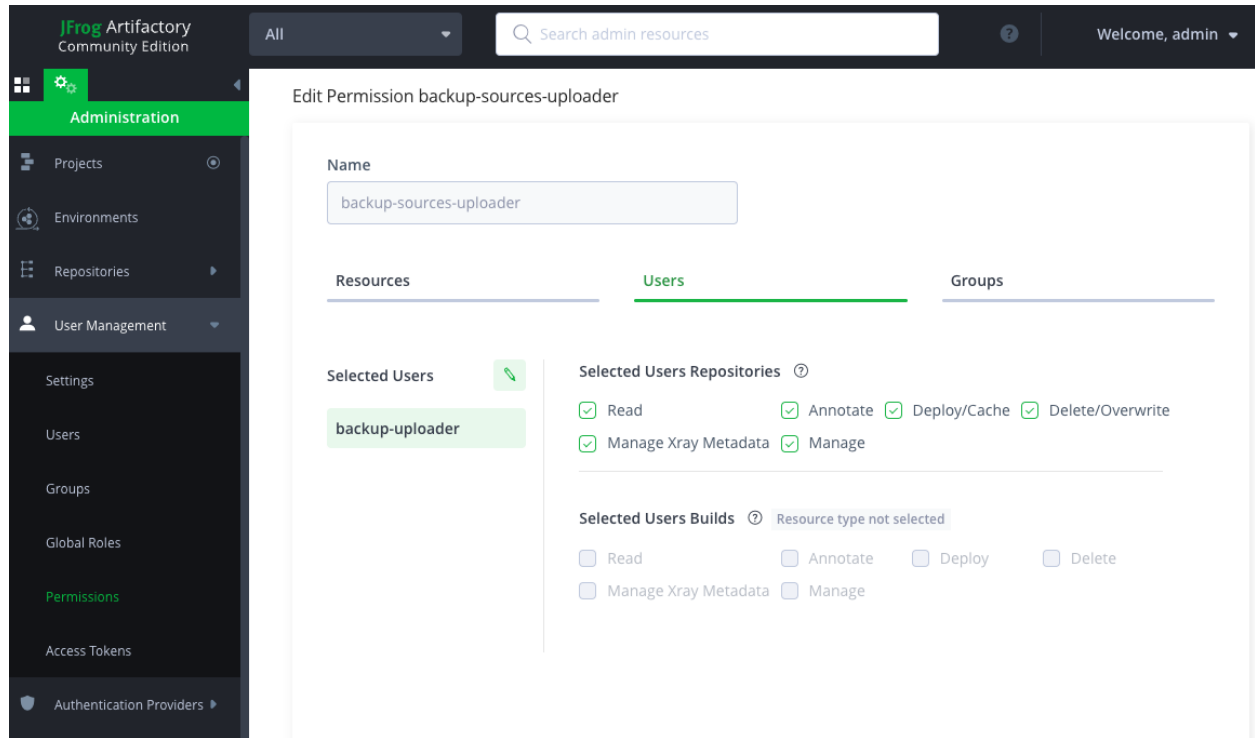 JFrog Artifactory
Community Edition
All
Search admin resources
Welcome, admin
Administration
Edit Permission backup-sources-uploader
Projects
Environments
Repositories
User Management
Settings
Users
Groups
Global Roles
Permissions
Access Tokens
Authentication Providers
Name
backup-sources-uploader
Resources
Users
Groups
Selected Users
backup-uploader
Selected Users Repositories ?
Read Annotate Deploy/Cache Delete/Overwrite
Manage Xray Metadata Manage
Selected Users Builds ? Resource type not selected
Read Annotate Deploy Delete
Manage Xray Metadata Manage